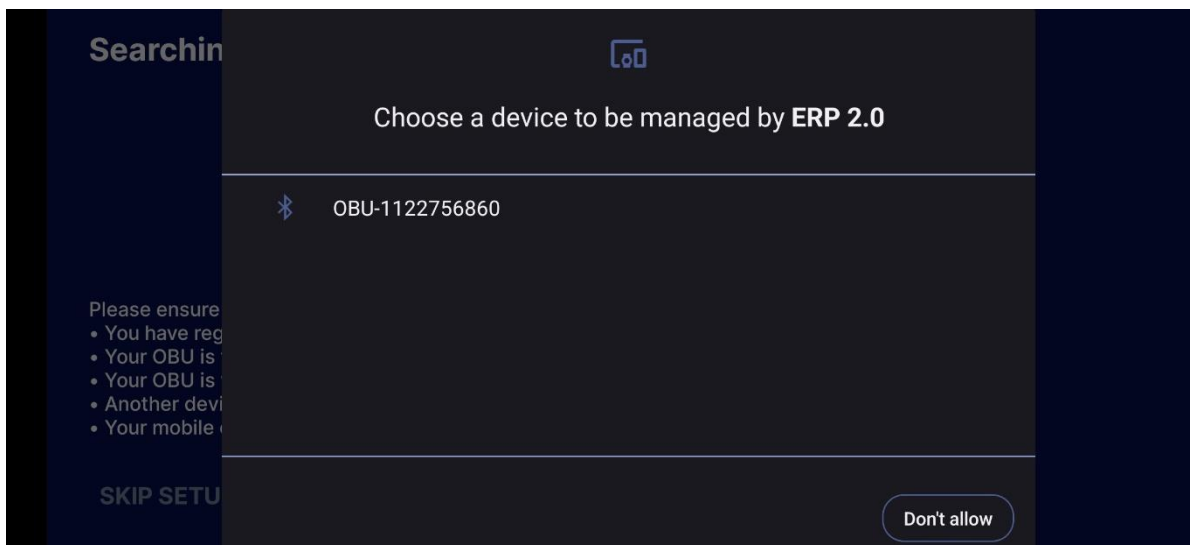 Searchin
Choose a device to be managed by ERP 2.0
OBU-1122756860
Please ensure
• You have reg
• Your OBU is
• Your OBU is
• Another devi
• Your mobile
SKIP SETU
Don't allow